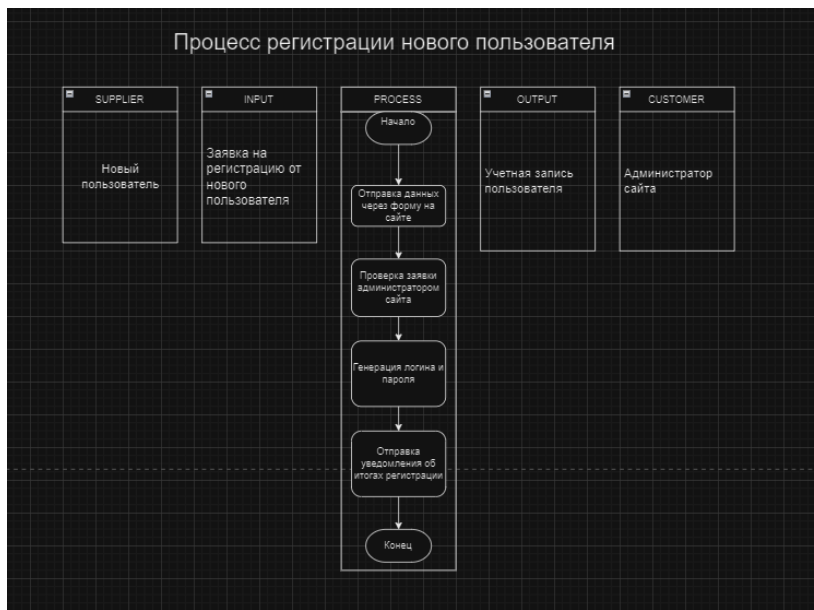 Процесс регистрации нового пользователя
SUPPLIER
Новый
пользователь
INPUT
Заявка на
регистрацию от
нового
пользователя
PROCESS
Начало
Отправка данных
через форму на
сайте
Проверка заявки
администратором
сайта
Генерация логина и
пароля
Отправка
уведомления об
итогах регистрации
Конец
OUTPUT
Учетная запись
пользователя
CUSTOMER
Администратор
сайта